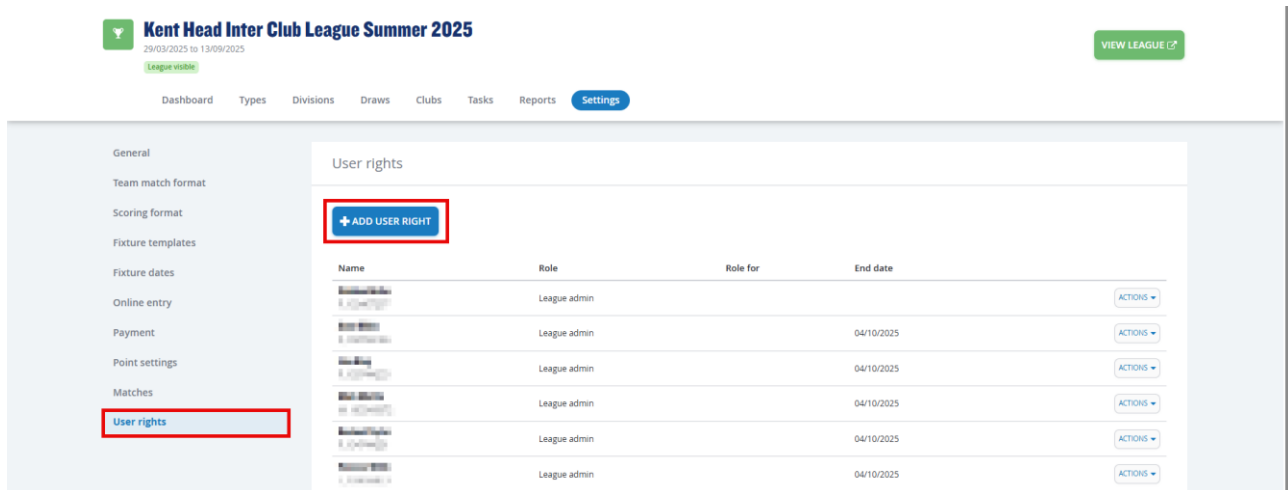 Kent Head Inter Club League Summer 2025
29/03/2025 to 13/09/2025
League visible
VIEW LEAGUE
Dashboard Types Divisions Draws Clubs Tasks Reports Settings
General
Team match format
Scoring format
Fixture templates
Fixture dates
Online entry
Payment
Point settings
Matches
User rights
User rights
+ ADD USER RIGHT
Name Role Role for End date
League admin ACTIONS
League admin 04/10/2025 ACTIONS
League admin 04/10/2025 ACTIONS
League admin 04/10/2025 ACTIONS
League admin 04/10/2025 ACTIONS
League admin 04/10/2025 ACTIONS